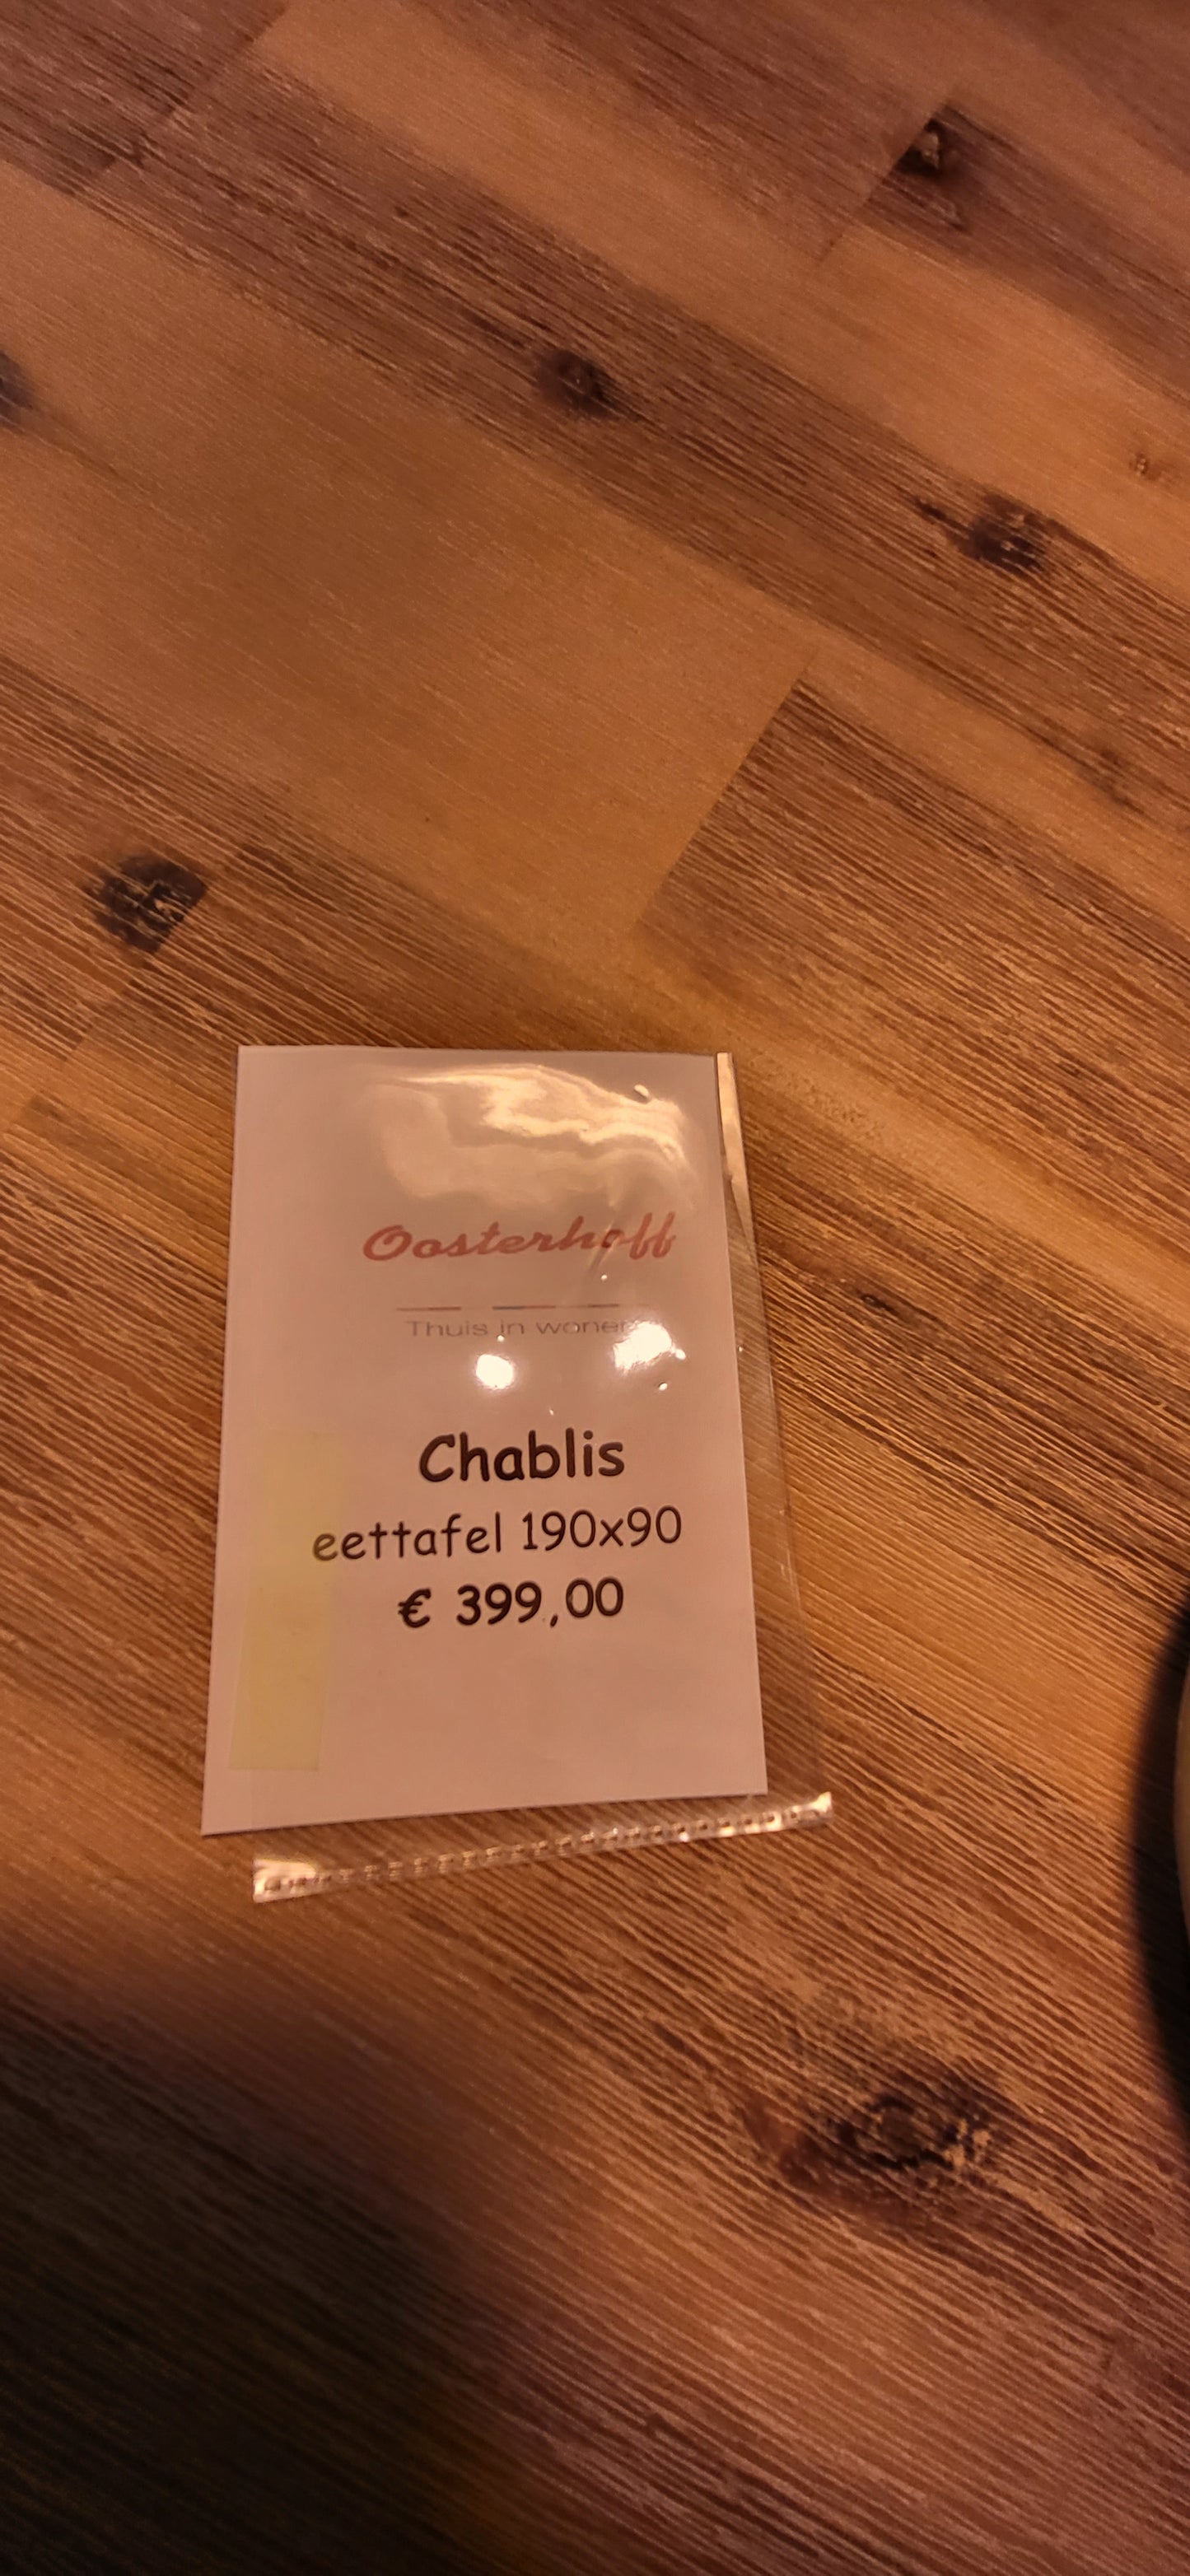 Oosterhoff
Thuis in wonen
Chablis
eettafel 190x90
€ 399,00